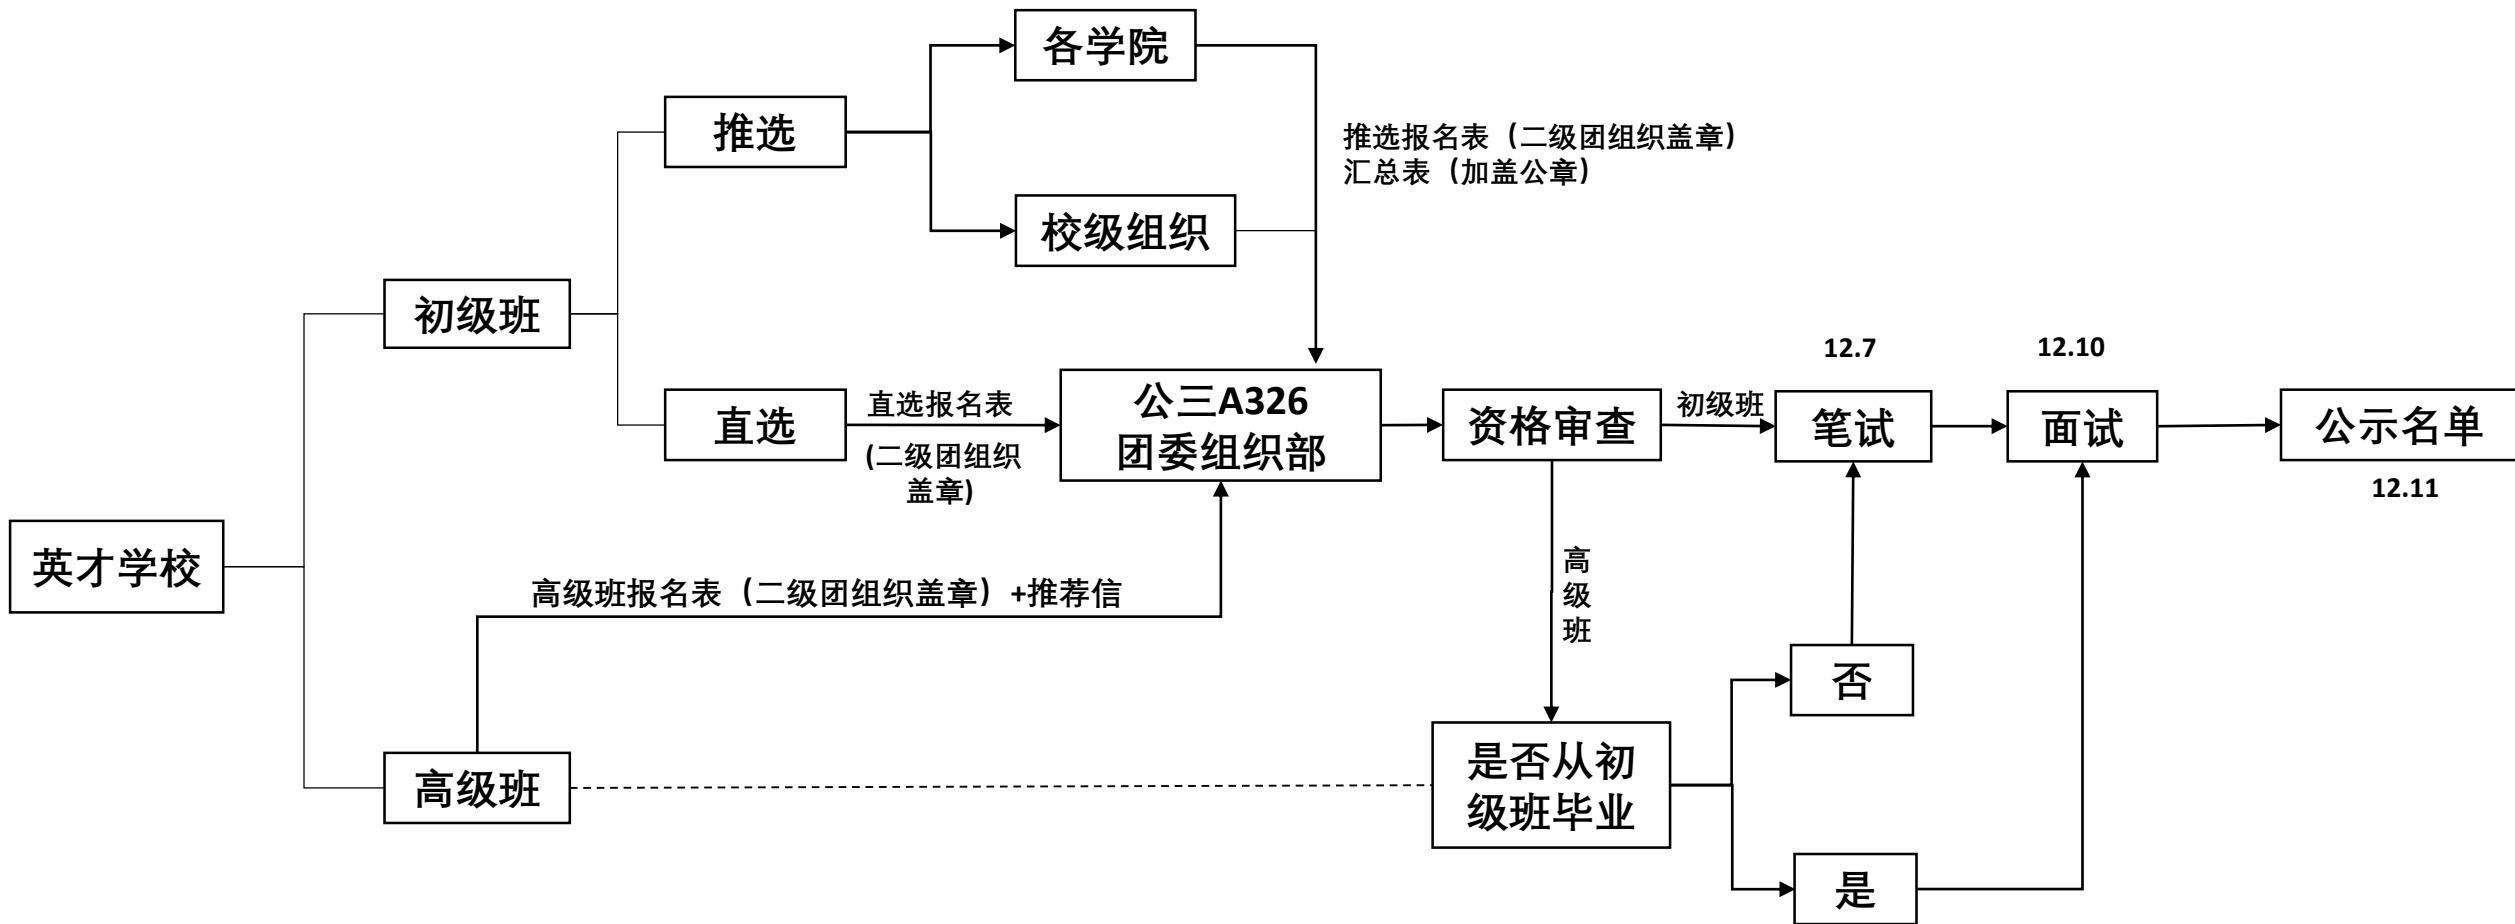 各学院
推选
推选报名表（二级团组织盖章）
汇总表（加盖公章）
校级组织
初级班
12.7
12.10
直选
直选报名表
(二级团组织
盖章)
公三A326
团委组织部
资格审查
初级班
笔试
面试
公示名单
12.11
英才学校
高级班报名表（二级团组织盖章）+推荐信
高
级
班
否
高级班
是否从初
级班毕业
是